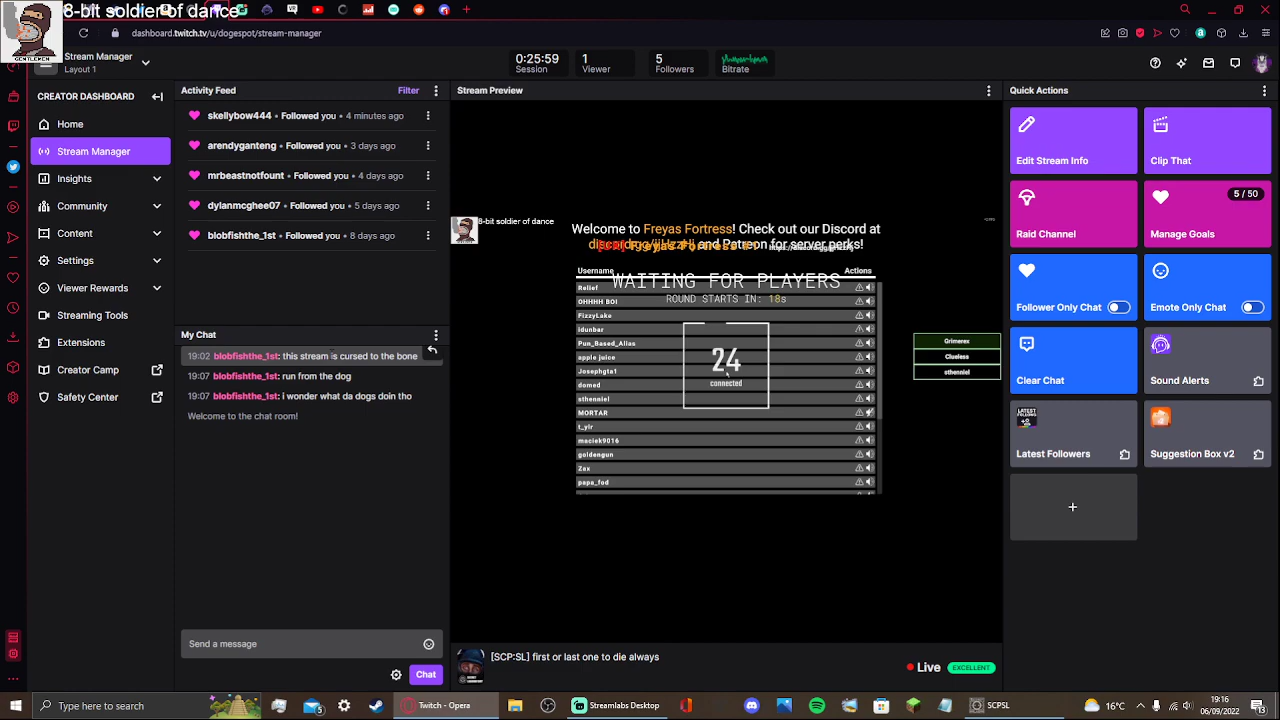 8-bit soldier of dance
GENTLEMEN
dashboard.twitch.tv/u/dogespot/stream-manager
Stream Manager
Layout 1
0:25:59
Session
1
Viewer
5
Followers
Bitrate
CREATOR DASHBOARD
Home
Stream Manager
Insights
Community
Content
Settings
Viewer Rewards
Streaming Tools
Extensions
Creator Camp
Safety Center
Activity Feed
Filter
skellybow444 • Followed you • 4 minutes ago
arendyganteng • Followed you • 3 days ago
mrbeastnotfount • Followed you • 4 days ago
dylanmcghee07 • Followed you • 5 days ago
blobfishthe_1st • Followed you • 8 days ago
My Chat
19:02 blobfishthe_1st: this stream is cursed to the bone
19:07 blobfishthe_1st: run from the dog
19:07 blobfishthe_1st: i wonder what da dogs doin tho
Welcome to the chat room!
Send a message
Chat
Stream Preview
8-bit soldier of dance
Welcome to Freyas Fortress! Check out our Discord at
and Patreon for server perks!
Username
Actions
WAITING FOR PLAYERS
ROUND STARTS IN: 18s
Relief
OHHHH BOI
FizzyLake
idunbar
Pun_Based_Alias
apple juice
Josephgta1
domed
sthenniel
MORTAR
t_ylr
maciek9016
goldengun
Zax
papa_fod
24
connected
Grimerex
Clueless
sthenniel
[SCP:SL] first or last one to die always
Live
EXCELLENT
Quick Actions
Edit Stream Info
Clip That
Raid Channel
5 / 50
Manage Goals
Follower Only Chat
Emote Only Chat
Clear Chat
Sound Alerts
Latest Followers
Suggestion Box v2
Type here to search
Twitch - Opera
Streamlabs Desktop
SCPSL
16°C
19:16
06/09/2022